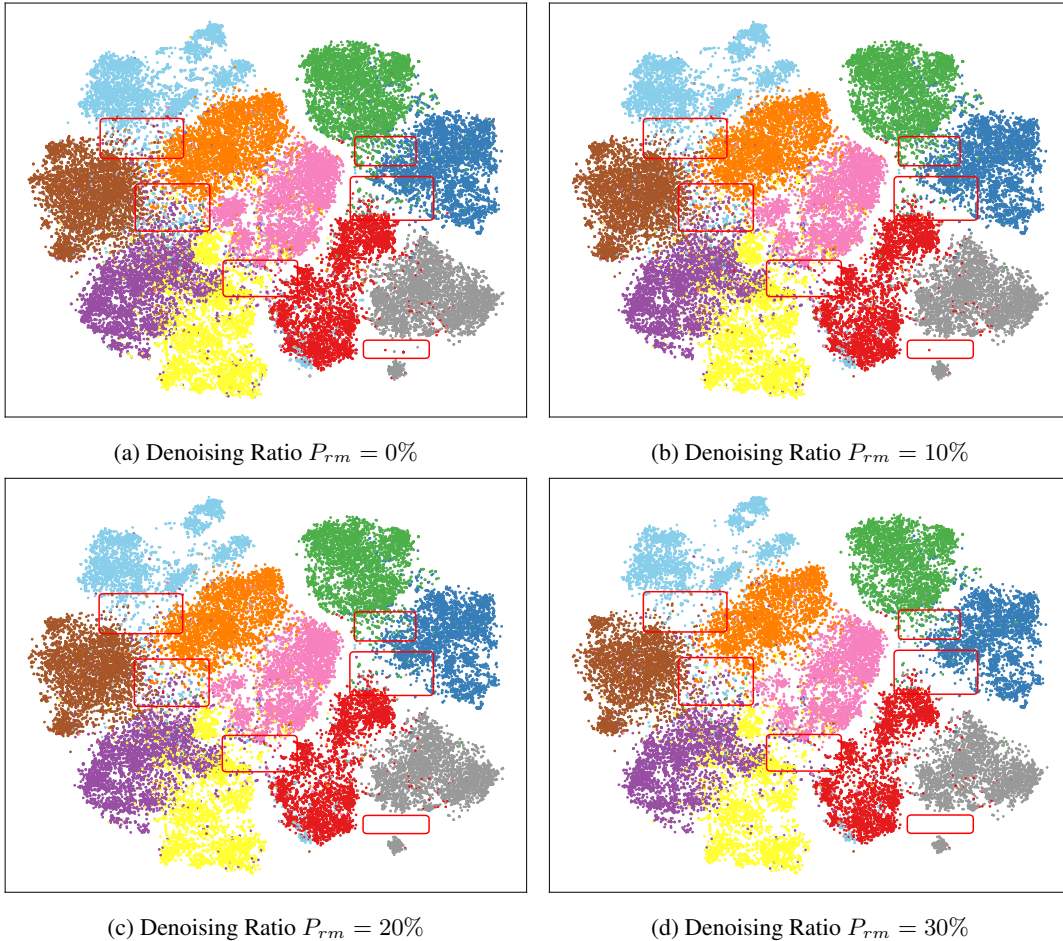 (a) Denoising Ratio $P_{rm} = 0\%$
(b) Denoising Ratio $P_{rm} = 10\%$
(c) Denoising Ratio $P_{rm} = 20\%$
(d) Denoising Ratio $P_{rm} = 30\%$